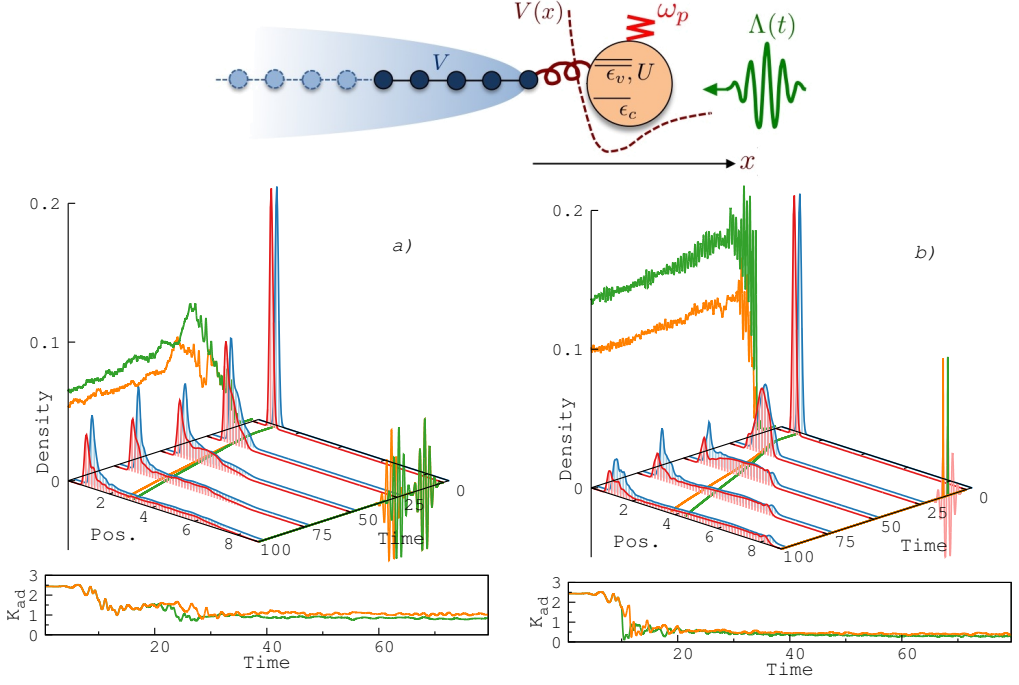 V(x)
ω_p
Λ(t)
V
ϵ_v, U
ϵ_c
x
a)
0.2
0.1
0
Density
2
4
6
8
Pos.
100
75
50
25
0
Time
b)
0.2
0.1
0
Density
2
4
6
8
Pos.
100
75
50
25
0
Time
3
2
1
0
K_ad
20
40
60
Time
3
2
1
0
K_ad
20
40
60
Time